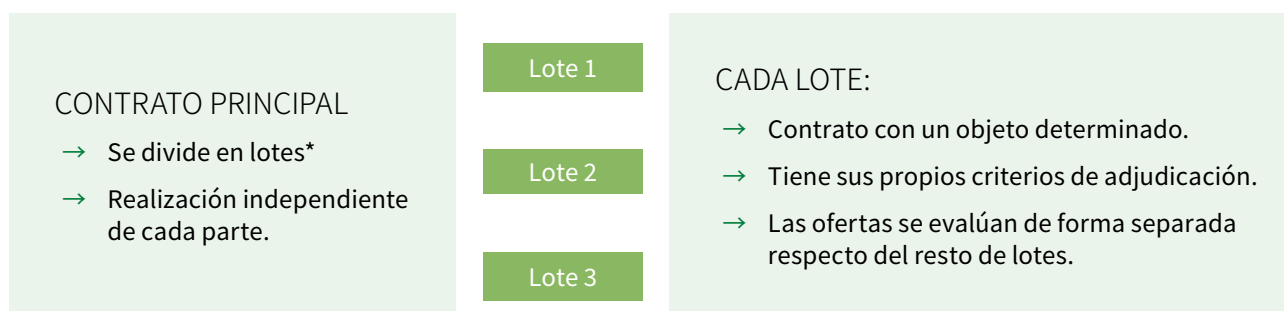 CONTRATO PRINCIPAL
→ Se divide en lotes*
→ Realización independiente
de cada parte.
Lote 1
Lote 2
Lote 3
CADA LOTE:
→ Contrato con un objeto determinado.
→ Tiene sus propios criterios de adjudicación.
→ Las ofertas se evalúan de forma separada
respecto del resto de lotes.